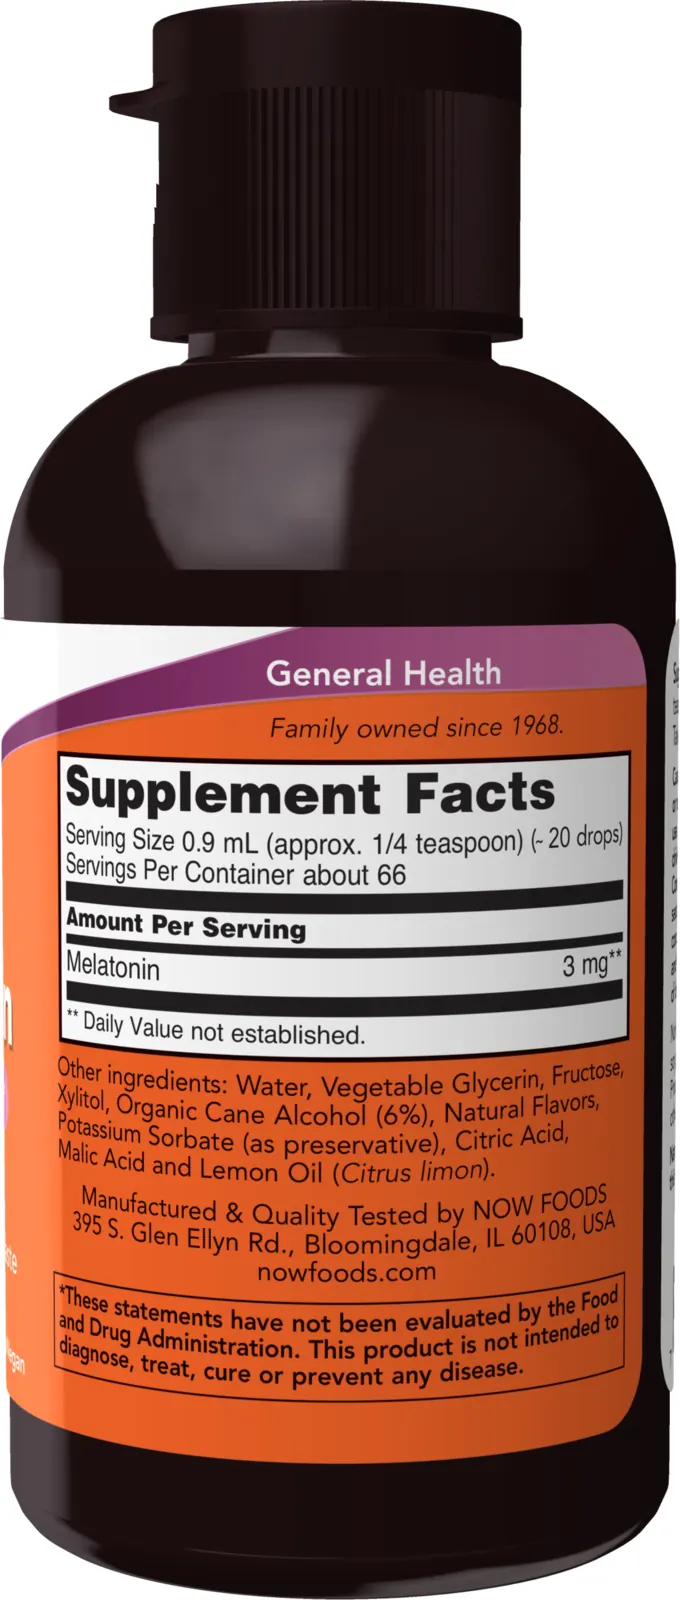 General Health
Family owned since 1968.
Supplement Facts
Serving Size 0.9 mL (approx. 1/4 teaspoon) (~ 20 drops)
Servings Per Container about 66
Amount Per Serving
Melatonin 3 mg**
** Daily Value not established.
Other ingredients: Water, Vegetable Glycerin, Fructose,
Xylitol, Organic Cane Alcohol (6%), Natural Flavors,
Potassium Sorbate (as preservative), Citric Acid,
Malic Acid and Lemon Oil (Citrus limon).
Manufactured & Quality Tested by NOW FOODS
395 S. Glen Ellyn Rd., Bloomingdale, IL 60108, USA
nowfoods.com
*These statements have not been evaluated by the Food
and Drug Administration. This product is not intended to
diagnose, treat, cure or prevent any disease.